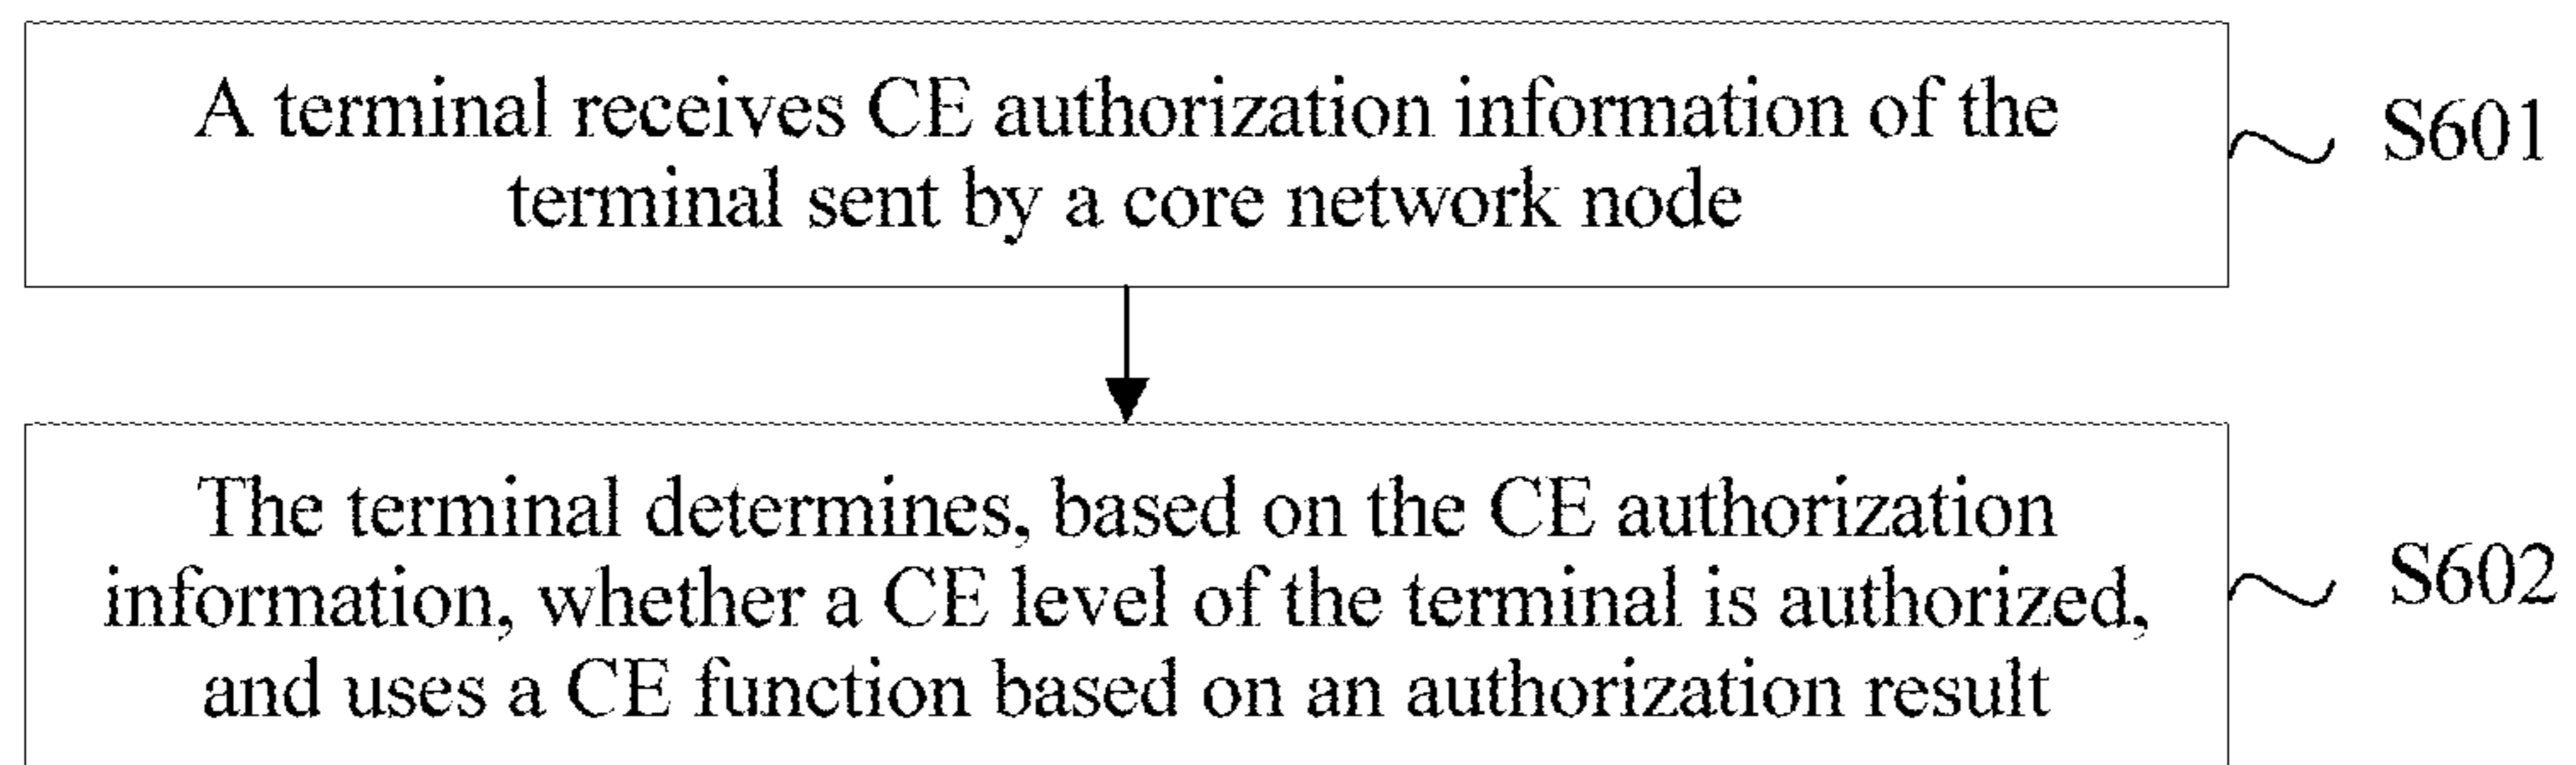 A terminal receives CE authorization information of the
terminal sent by a core network node
S601
The terminal determines, based on the CE authorization
information, whether a CE level of the terminal is authorized,
and uses a CE function based on an authorization result
S602